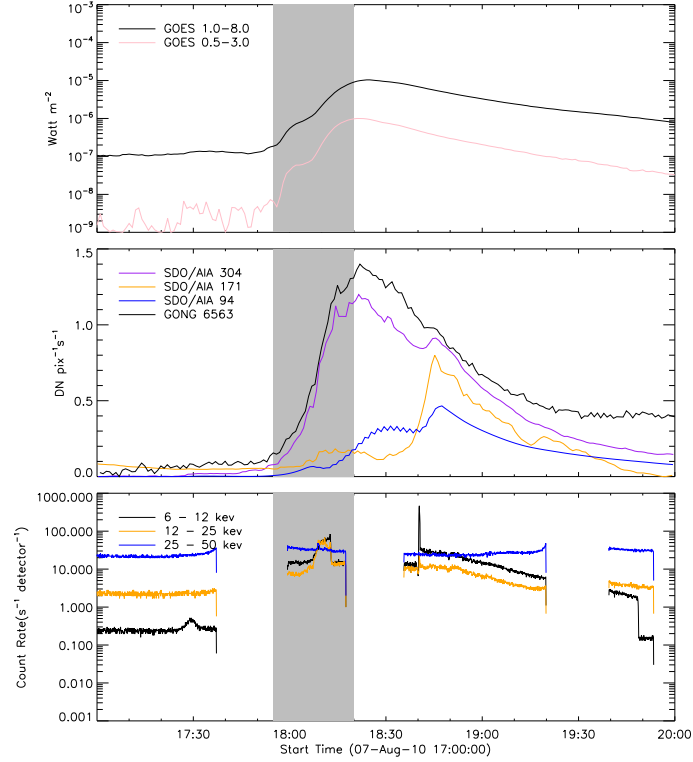 10⁻³
GOES 1.0−8.0
GOES 0.5−3.0
10⁻⁴
10⁻⁵
10⁻⁶
10⁻⁷
10⁻⁸
10⁻⁹
Watt m⁻²
1.5
SDO/AIA 304
SDO/AIA 171
SDO/AIA 94
GONG 6563
1.0
0.5
0.0
DN pix⁻¹s⁻¹
1000.000
6 − 12 kev
12 − 25 kev
25 − 50 kev
100.000
10.000
1.000
0.100
0.010
0.001
Count Rate(s⁻¹ detector⁻¹)
17:30 18:00 18:30 19:00 19:30 20:00
Start Time (07−Aug−10 17:00:00)